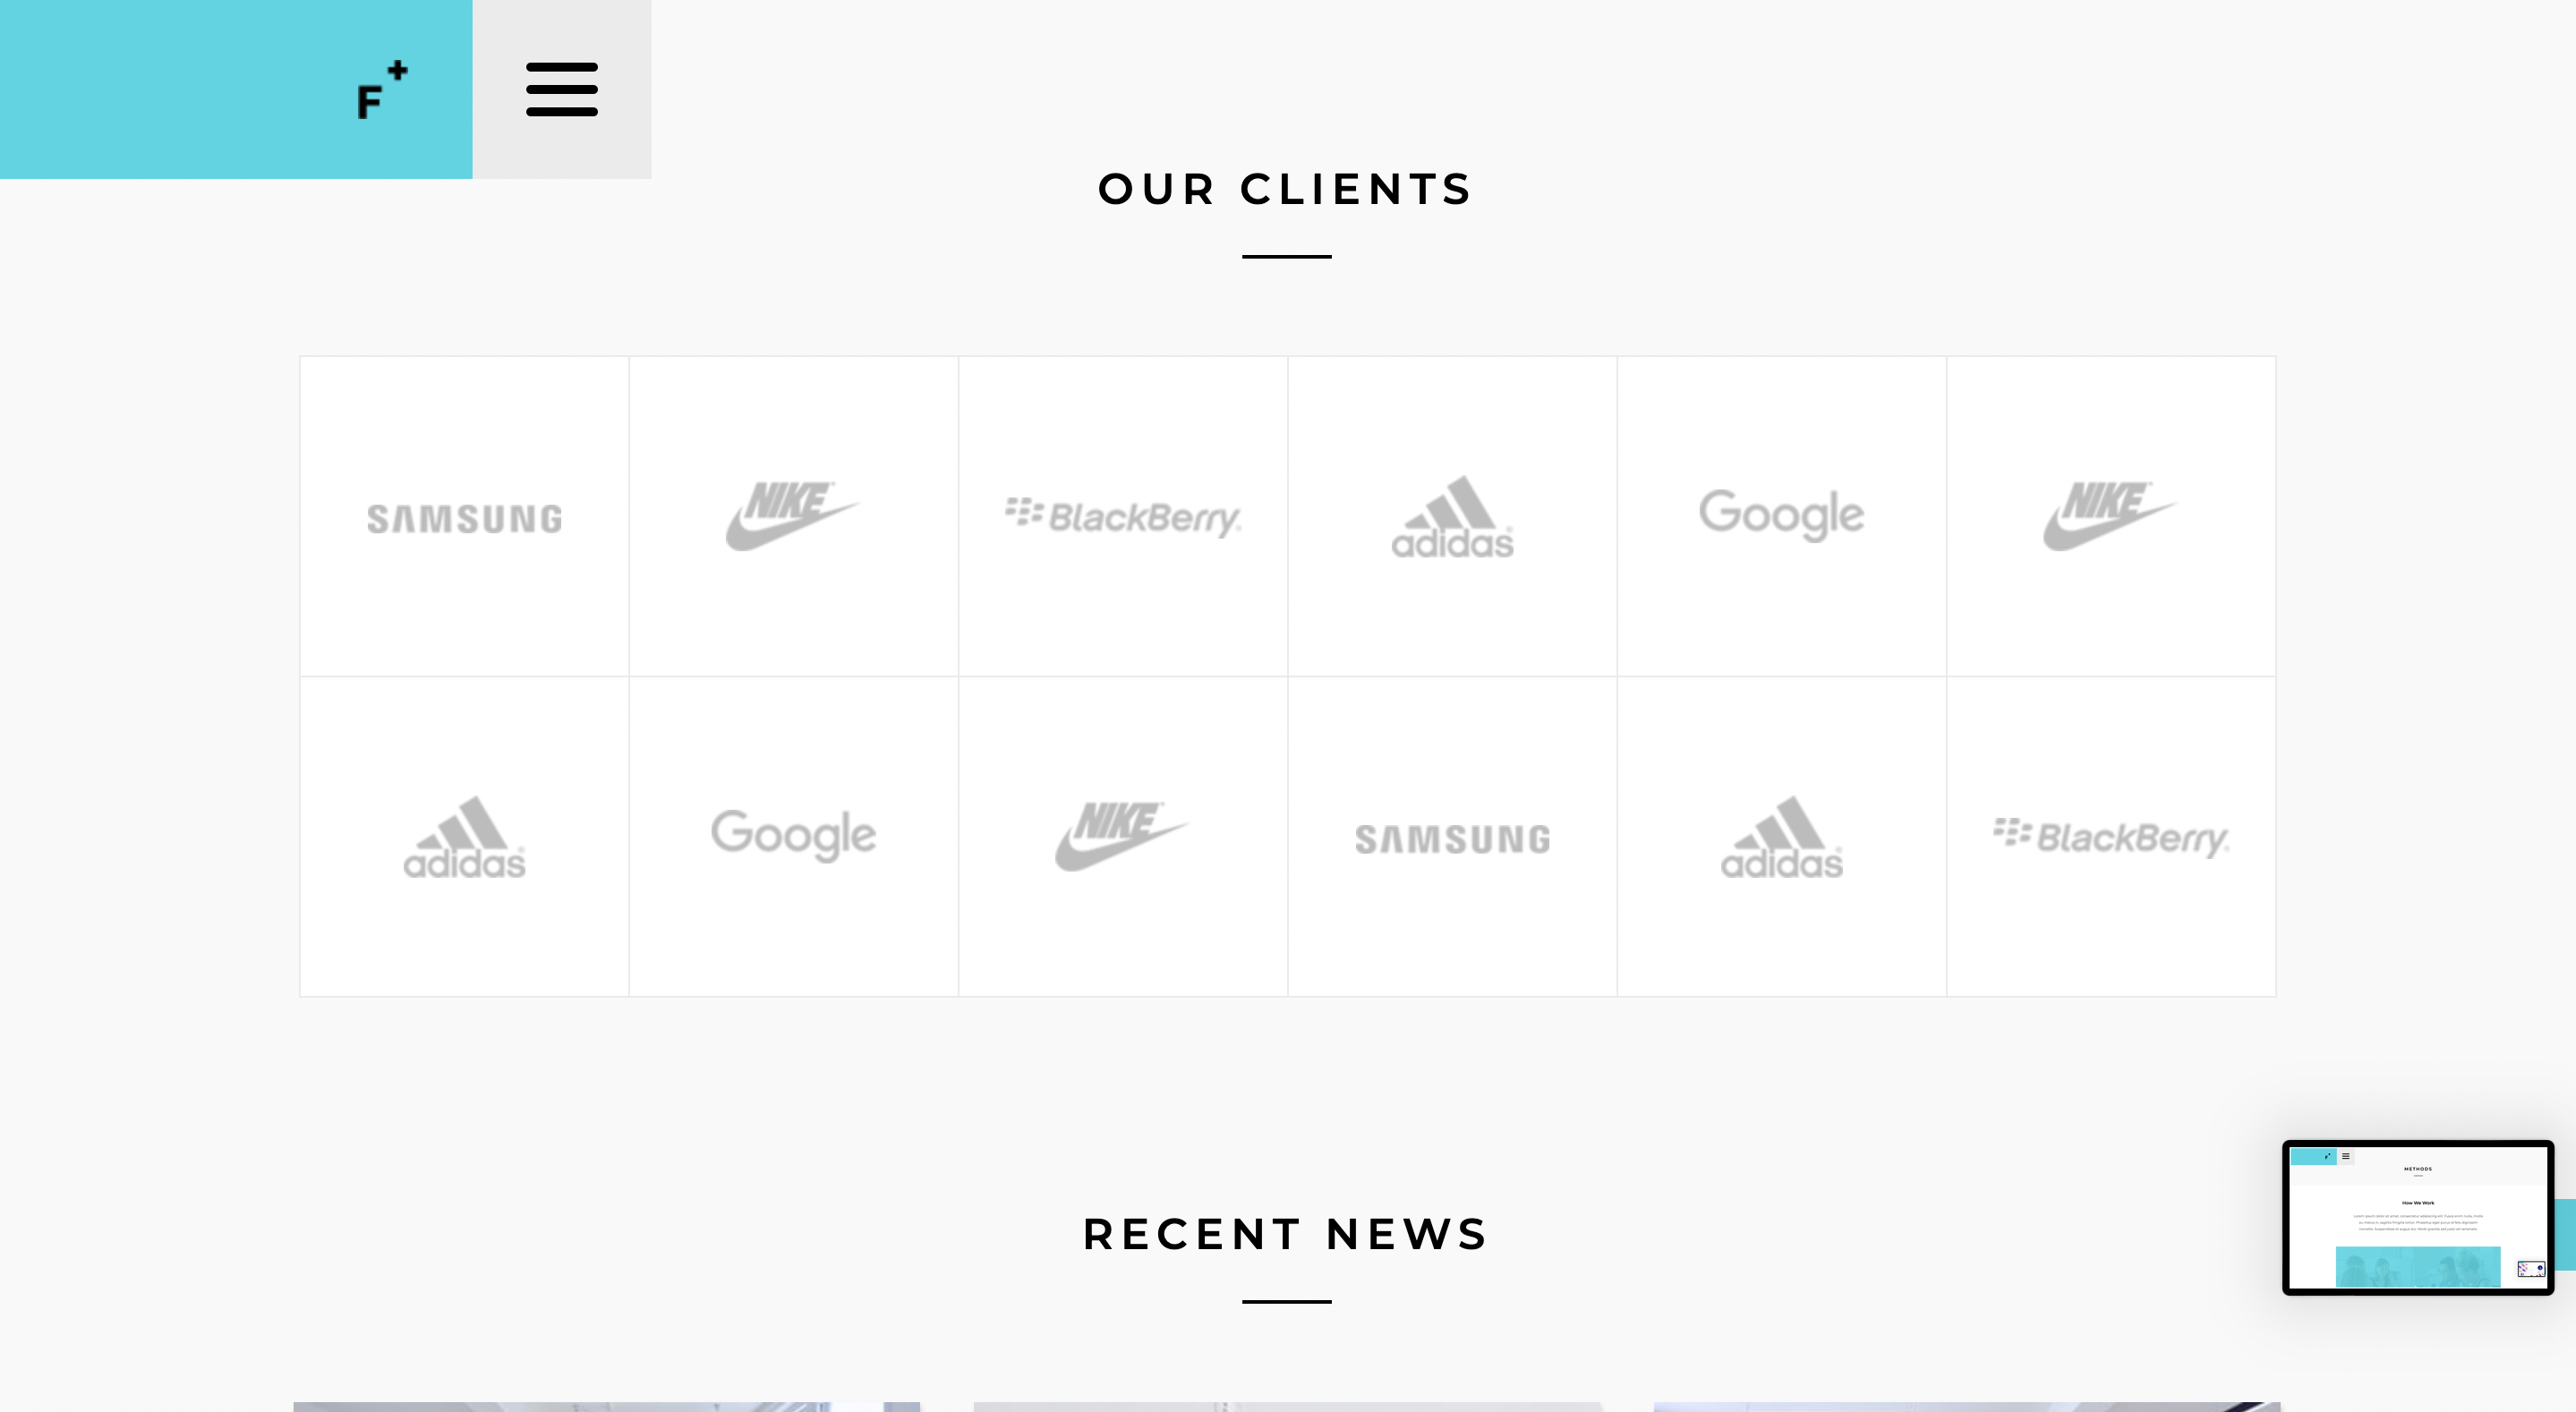 F+
OUR CLIENTS
SAMSUNG
NIKE
BlackBerry
adidas
Google
NIKE
adidas
Google
NIKE
SAMSUNG
adidas
BlackBerry
RECENT NEWS
METHODS
How We Work